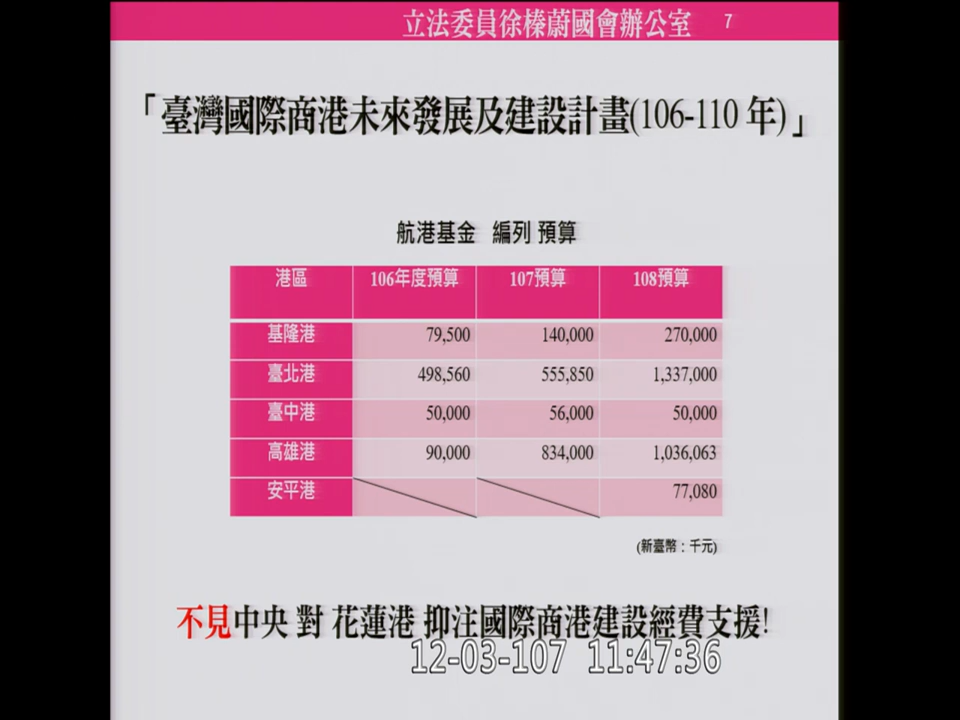 立法委員徐榛蔚國會辦公室 7
「臺灣國際商港未來發展及建設計畫(106-110 年)」
航港基金 編列 預算
港區 106年度預算 107預算 108預算
基隆港 79,500 140,000 270,000
臺北港 498,560 555,850 1,337,000
臺中港 50,000 56,000 50,000
高雄港 90,000 834,000 1,036,063
安平港 77,080
(新臺幣：千元)
不見中央 對 花蓮港 抑注國際商港建設經費支援!
12-03-107 11:47:36